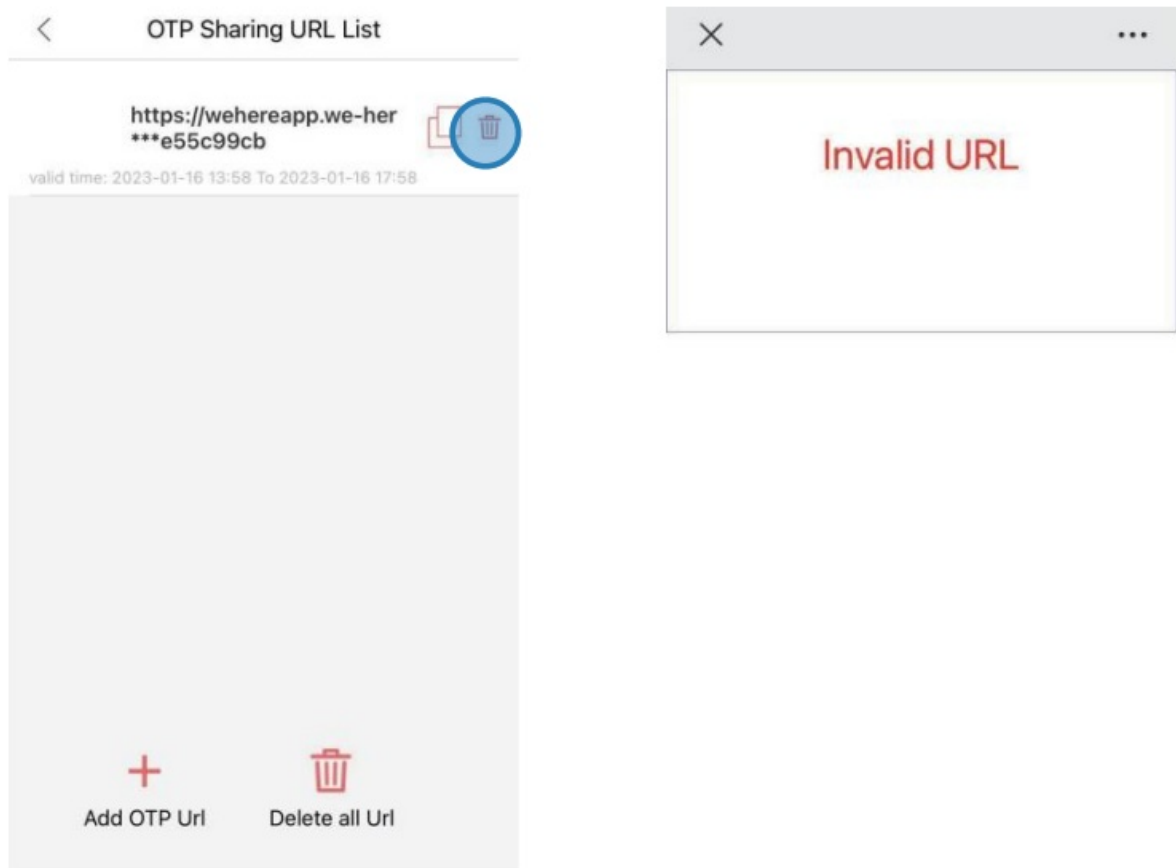 OTP Sharing URL List
https://wehereapp.we-her
***e55c99cb
valid time: 2023-01-16 13:58 To 2023-01-16 17:58
Add OTP Url
Delete all Url
Invalid URL